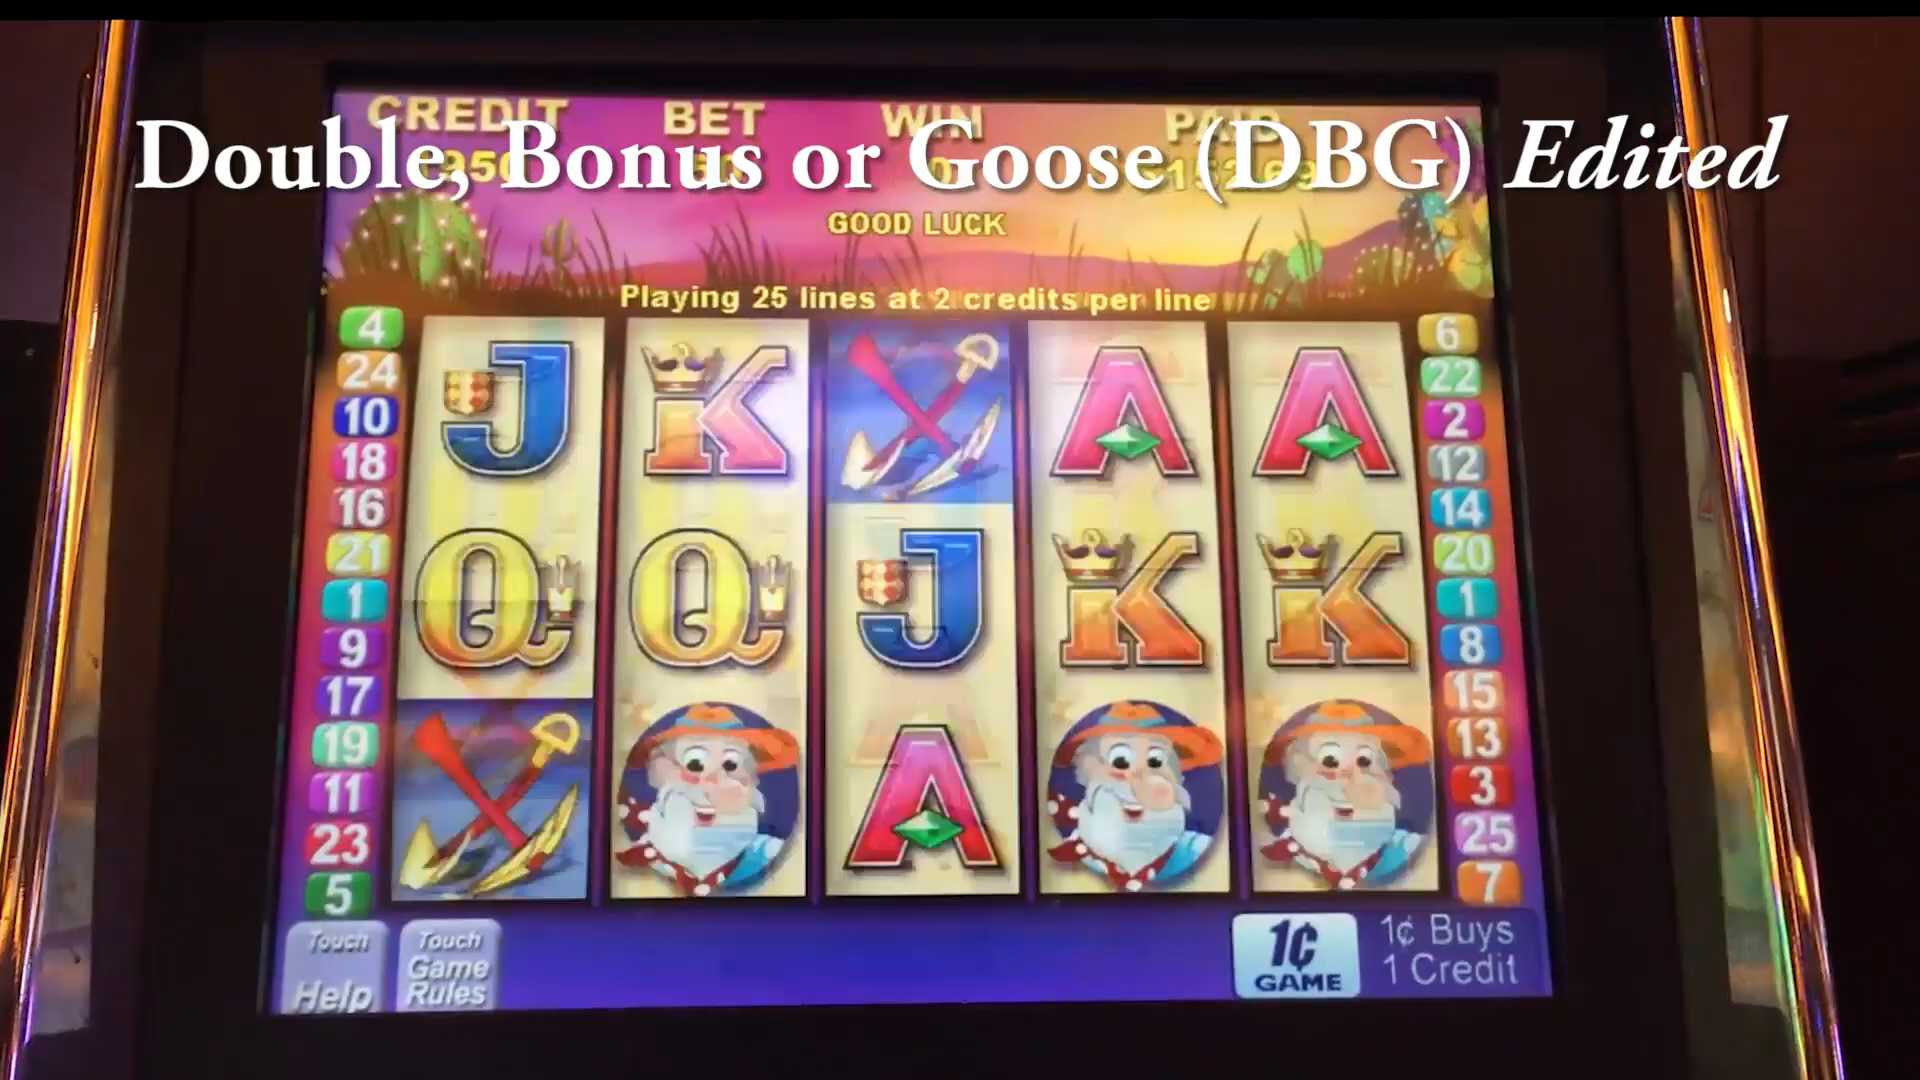 CREDIT BET WIN PAID
Double, Bonus or Goose (DBG) Edited
GOOD LUCK
Playing 25 lines at 2 credits per line
4 6
24 22
10 2
18 12
16 14
21 20
1 1
9 8
17 15
19 13
11 3
23 25
5 7
J K A A
Q Q J K K
A
Touch Help
Touch Game Rules
1¢ GAME
1¢ Buys
1 Credit